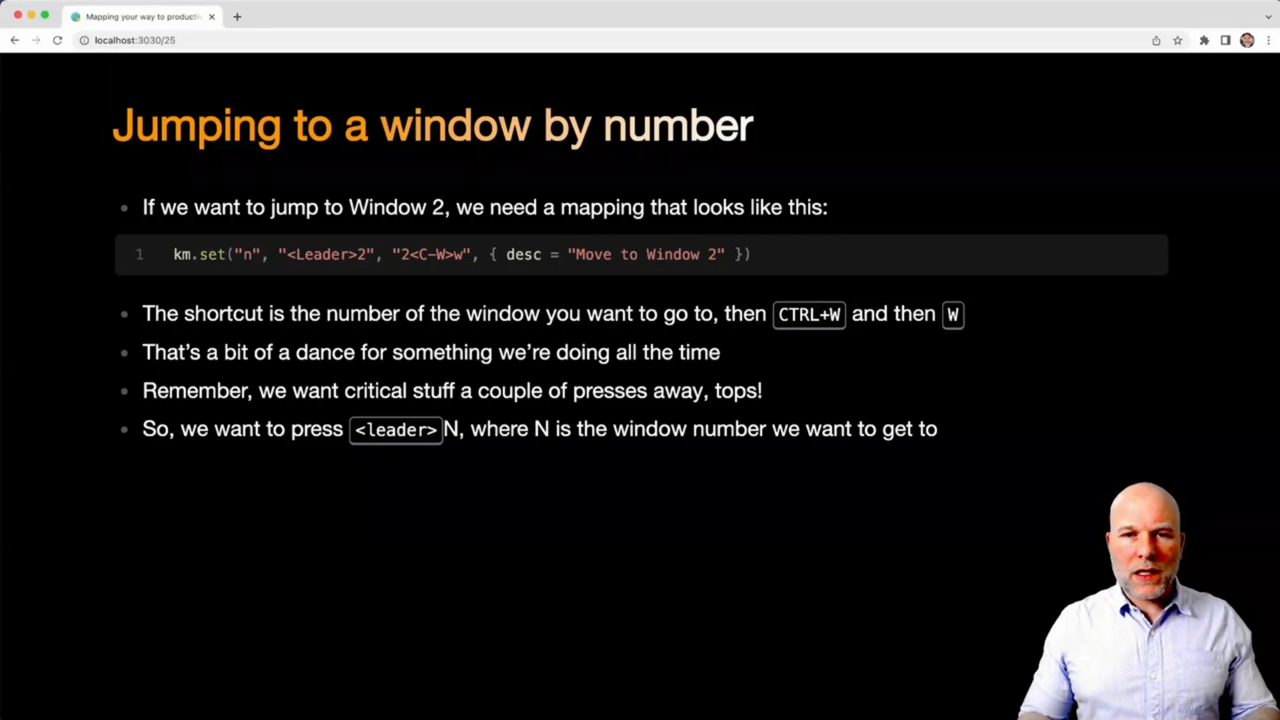 Mapping your way to producti
localhost:3030/25
Jumping to a window by number
If we want to jump to Window 2, we need a mapping that looks like this:
1 km.set("n", "<Leader>2", "2<C-W>w", { desc = "Move to Window 2" })
The shortcut is the number of the window you want to go to, then CTRL+W and then W
That’s a bit of a dance for something we’re doing all the time
Remember, we want critical stuff a couple of presses away, tops!
So, we want to press <leader>N, where N is the window number we want to get to